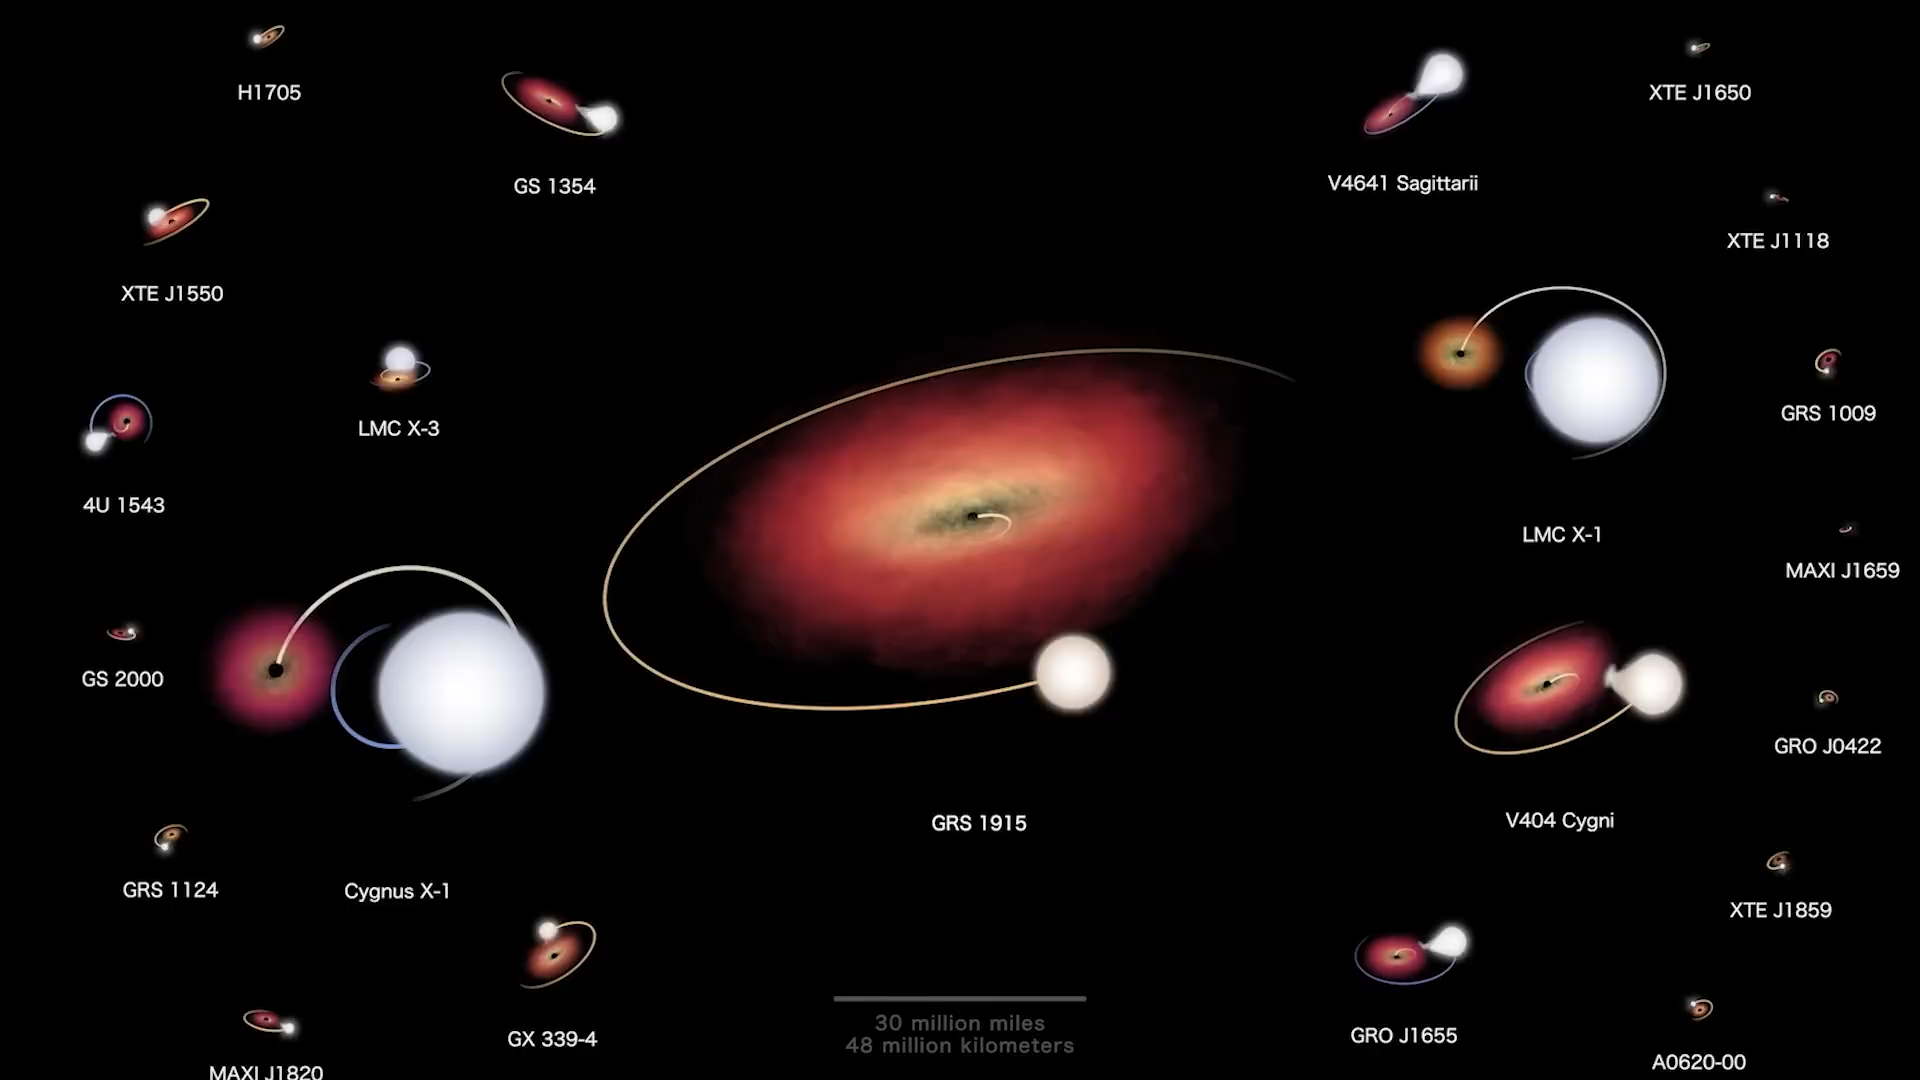 H1705
GS 1354
V4641 Sagittarii
XTE J1650
XTE J1550
XTE J1118
LMC X-3
GRS 1009
4U 1543
LMC X-1
MAXI J1659
GS 2000
GRO J0422
GRS 1915
V404 Cygni
GRS 1124
Cygnus X-1
XTE J1859
GX 339-4
30 million miles
48 million kilometers
GRO J1655
A0620-00
MAXI J1820